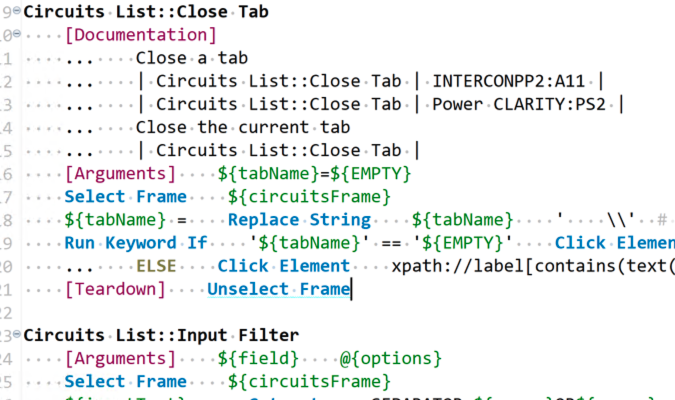 9 Circuits List::Close Tab
10 [Documentation]
11 ... Close a tab
12 ... | Circuits List::Close Tab | INTERCONPP2:A11 |
13 ... | Circuits List::Close Tab | Power CLARITY:PS2 |
14 ... Close the current tab
15 ... | Circuits List::Close Tab |
16 [Arguments] ${tabName}=${EMPTY}
17 Select Frame ${circuitsFrame}
18 ${tabName} = Replace String ${tabName} ' \\' #
19 Run Keyword If '${tabName}' == '${EMPTY}' Click Elemen
20 ... ELSE Click Element xpath://label[contains(text(
21 [Teardown] Unselect Frame
22
23 Circuits List::Input Filter
24 [Arguments] ${field} @{options}
25 Select Frame ${circuitsFrame}